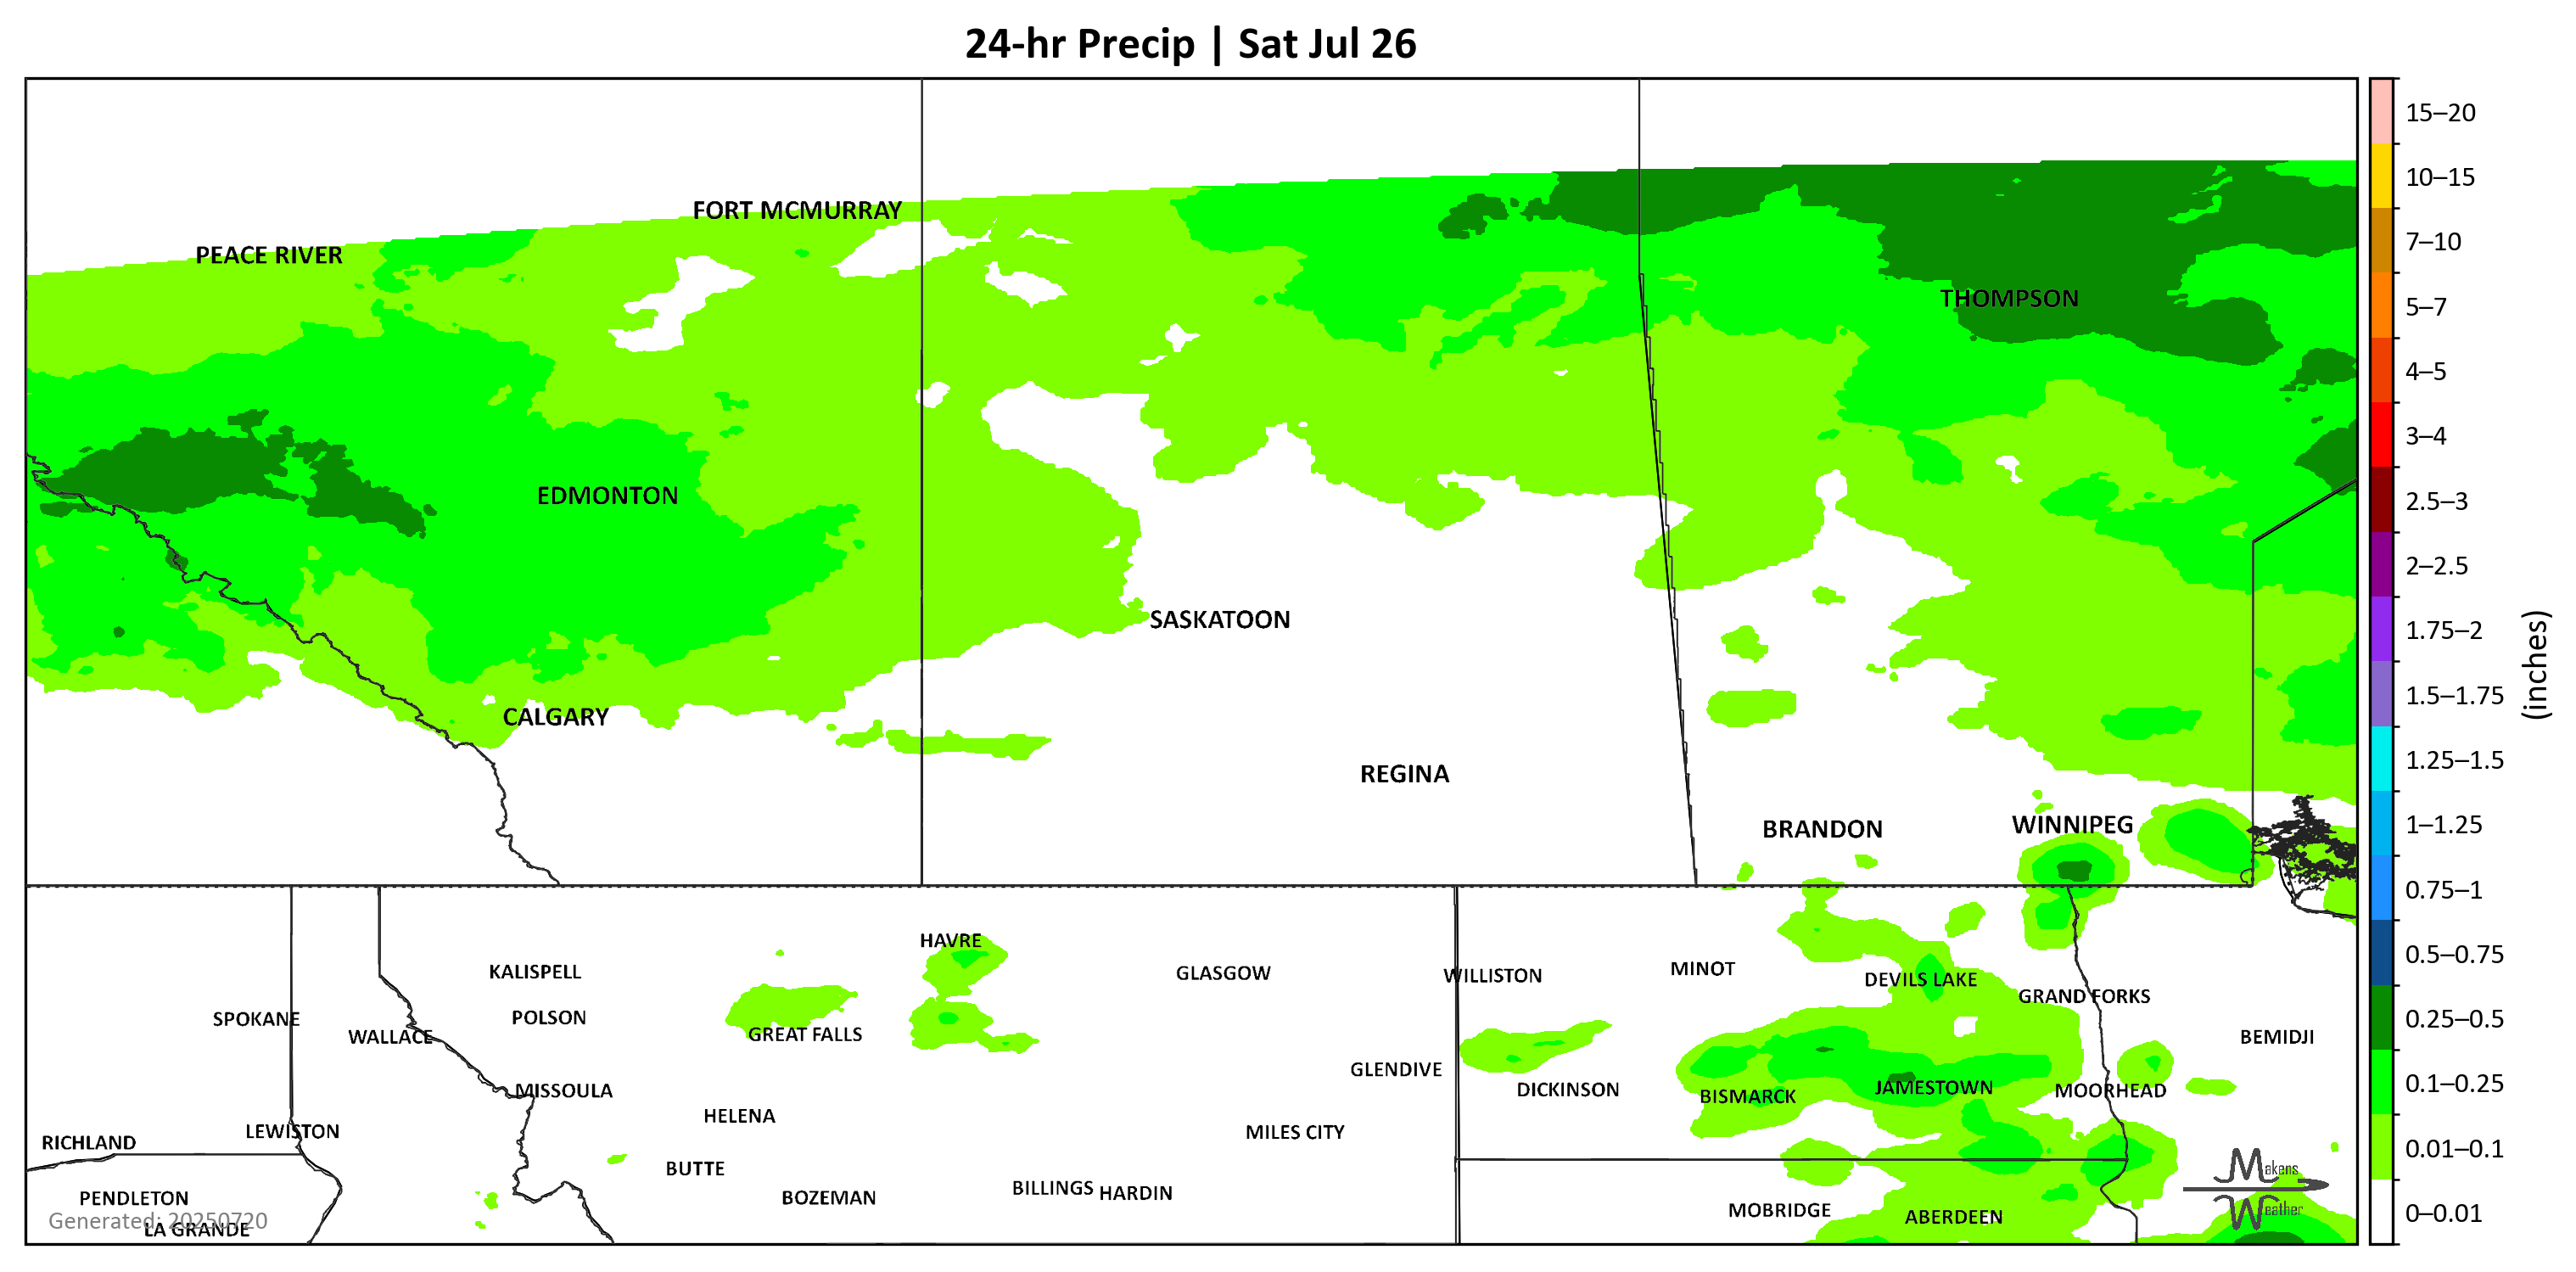 24-hr Precip | Sat Jul 26
FORT MCMURRAY
PEACE RIVER
THOMPSON
EDMONTON
SASKATOON
CALGARY
REGINA
BRANDON
WINNIPEG
HAVRE
KALISPELL
GLASGOW
WILLISTON
MINOT
DEVILS LAKE
GRAND FORKS
SPOKANE
POLSON
WALLACE
GREAT FALLS
BEMIDJI
GLENDIVE
DICKINSON
MISSOULA
BISMARCK
JAMESTOWN
MOORHEAD
HELENA
LEWISTON
MILES CITY
RICHLAND
BUTTE
PENDLETON
BOZEMAN
BILLINGS
HARDIN
MOBRIDGE
ABERDEEN
Generated: 20250720
LA GRANDE
Makens
Weather
15–20
10–15
7–10
5–7
4–5
3–4
2.5–3
2–2.5
1.75–2
1.5–1.75
1.25–1.5
1–1.25
0.75–1
0.5–0.75
0.25–0.5
0.1–0.25
0.01–0.1
0–0.01
(inches)